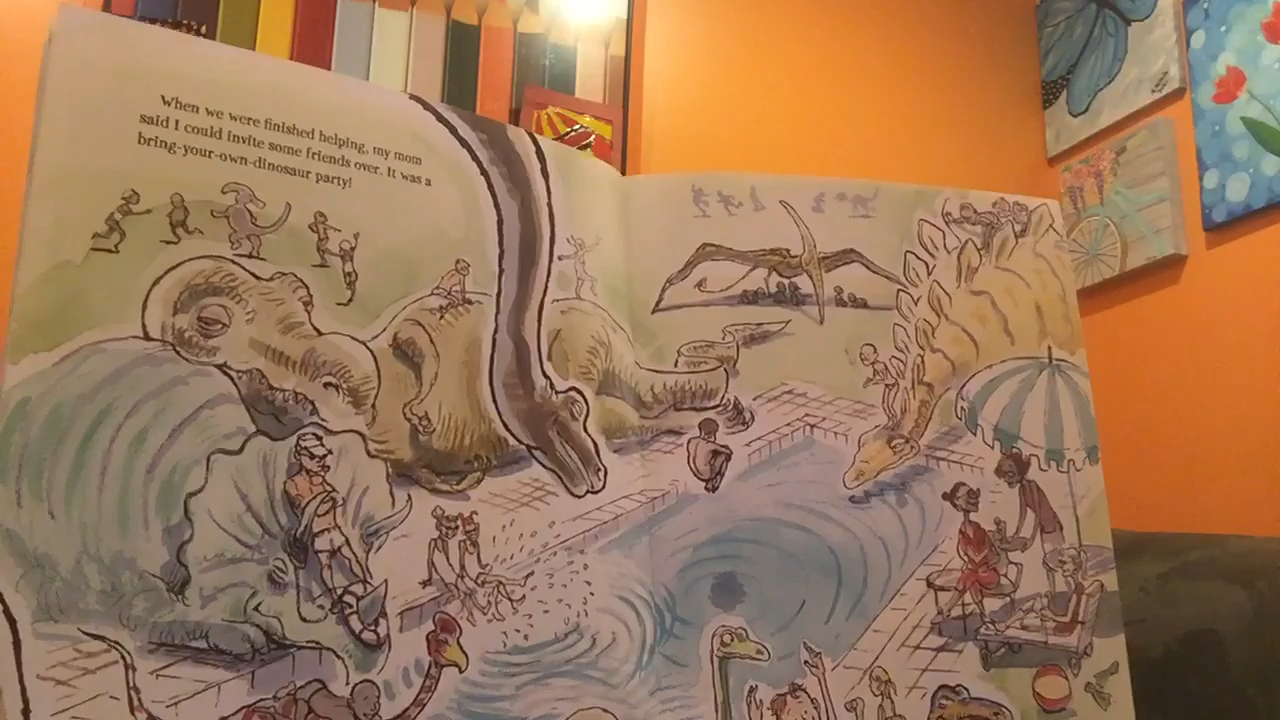 When we were finished helping, my mom
said I could invite some friends over. It was a
bring-your-own-dinosaur party!